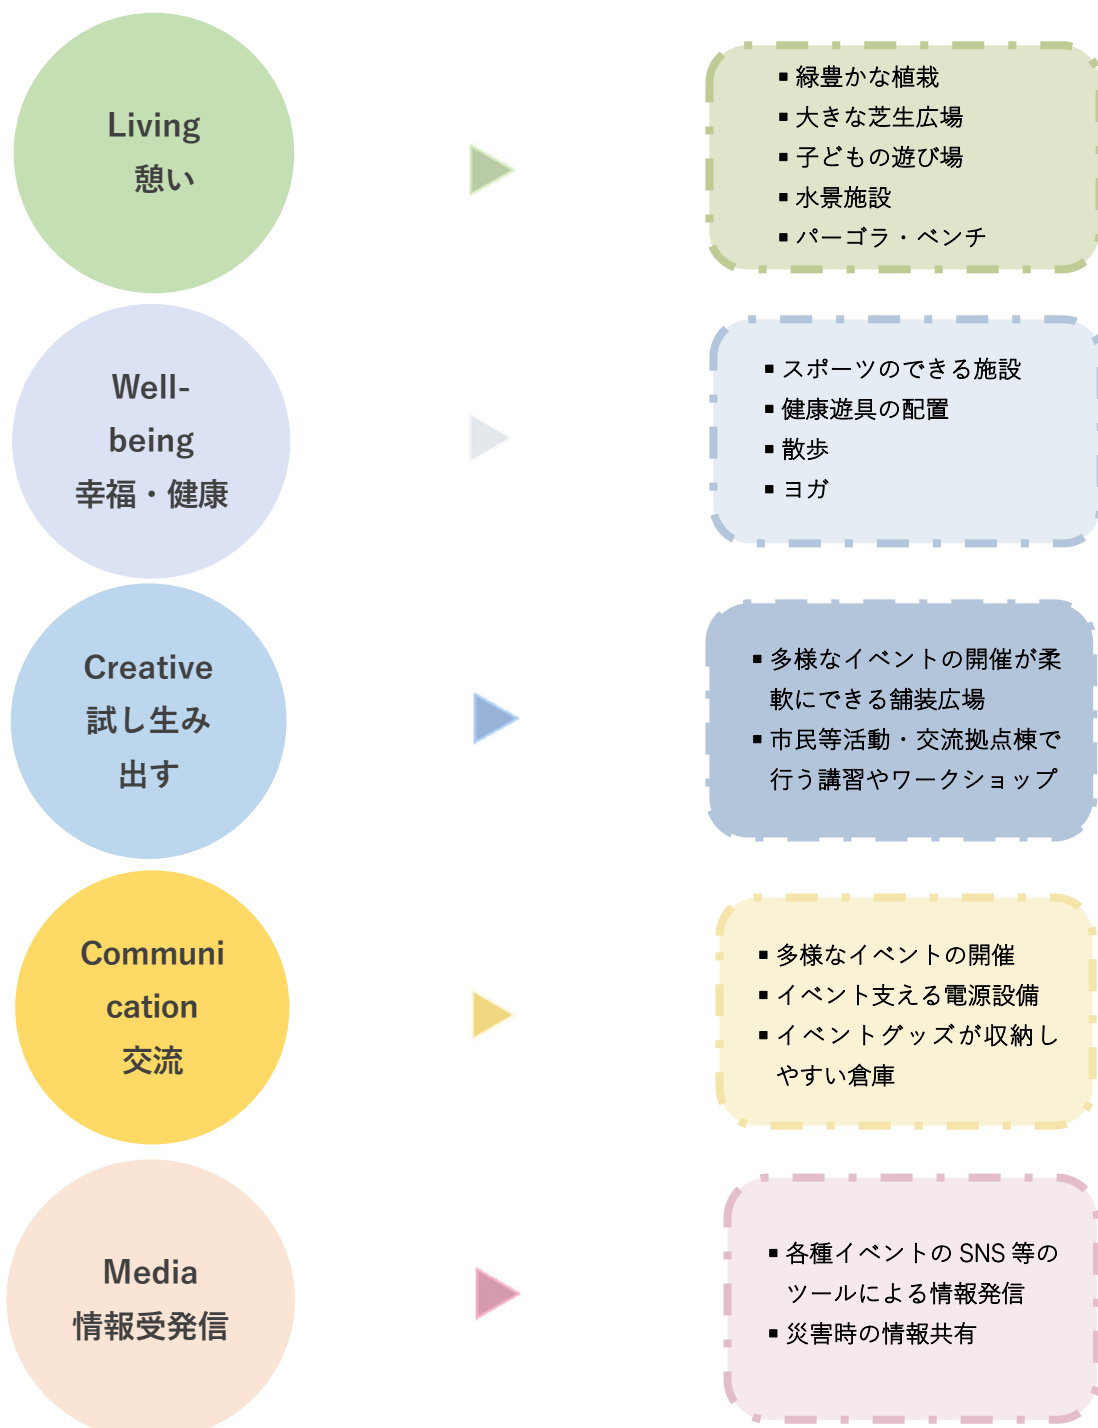 Living
憩い
▪ 緑豊かな植栽
▪ 大きな芝生広場
▪ 子どもの遊び場
▪ 水景施設
▪ パーゴラ・ベンチ
Well-
being
幸福・健康
▪ スポーツのできる施設
▪ 健康遊具の配置
▪ 散歩
▪ ヨガ
Creative
試し生み
出す
▪ 多様なイベントの開催が柔
軟にできる舗装広場
▪ 市民等活動・交流拠点棟で
行う講習やワークショップ
Communi
cation
交流
▪ 多様なイベントの開催
▪ イベント支える電源設備
▪ イベントグッズが収納し
やすい倉庫
Media
情報受発信
▪ 各種イベントの SNS 等の
ツールによる情報発信
▪ 災害時の情報共有